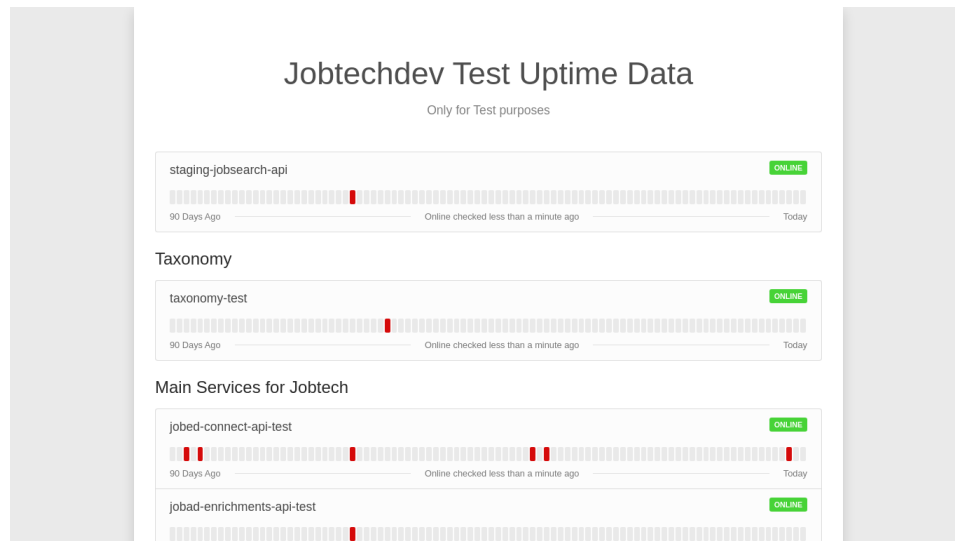 Jobtechdev Test Uptime Data
Only for Test purposes
staging-jobsearch-api
ONLINE
90 Days Ago
Online checked less than a minute ago
Today
Taxonomy
taxonomy-test
ONLINE
90 Days Ago
Online checked less than a minute ago
Today
Main Services for Jobtech
jobed-connect-api-test
ONLINE
90 Days Ago
Online checked less than a minute ago
Today
jobad-enrichments-api-test
ONLINE